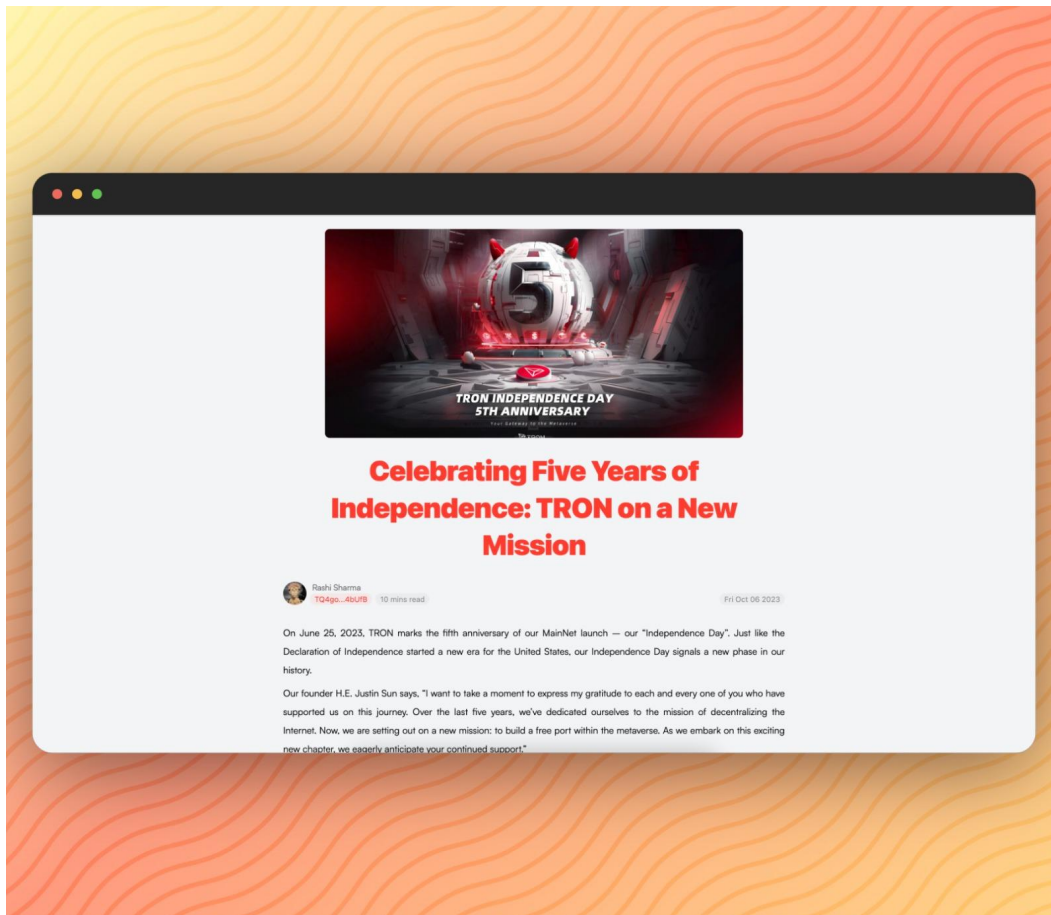 5
TRON INDEPENDENCE DAY
5TH ANNIVERSARY
Your Gateway to the Metaverse
Celebrating Five Years of
Independence: TRON on a New
Mission
Rashi Sharma
TQ4go...4bUfB 10 mins read Fri Oct 06 2023
On June 25, 2023, TRON marks the fifth anniversary of our MainNet launch — our "Independence Day". Just like the
Declaration of Independence started a new era for the United States, our Independence Day signals a new phase in our
history.
Our founder H.E. Justin Sun says, "I want to take a moment to express my gratitude to each and every one of you who have
supported us on this journey. Over the last five years, we've dedicated ourselves to the mission of decentralizing the
Internet. Now, we are setting out on a new mission: to build a free port within the metaverse. As we embark on this exciting
new chapter, we eagerly anticipate your continued support."